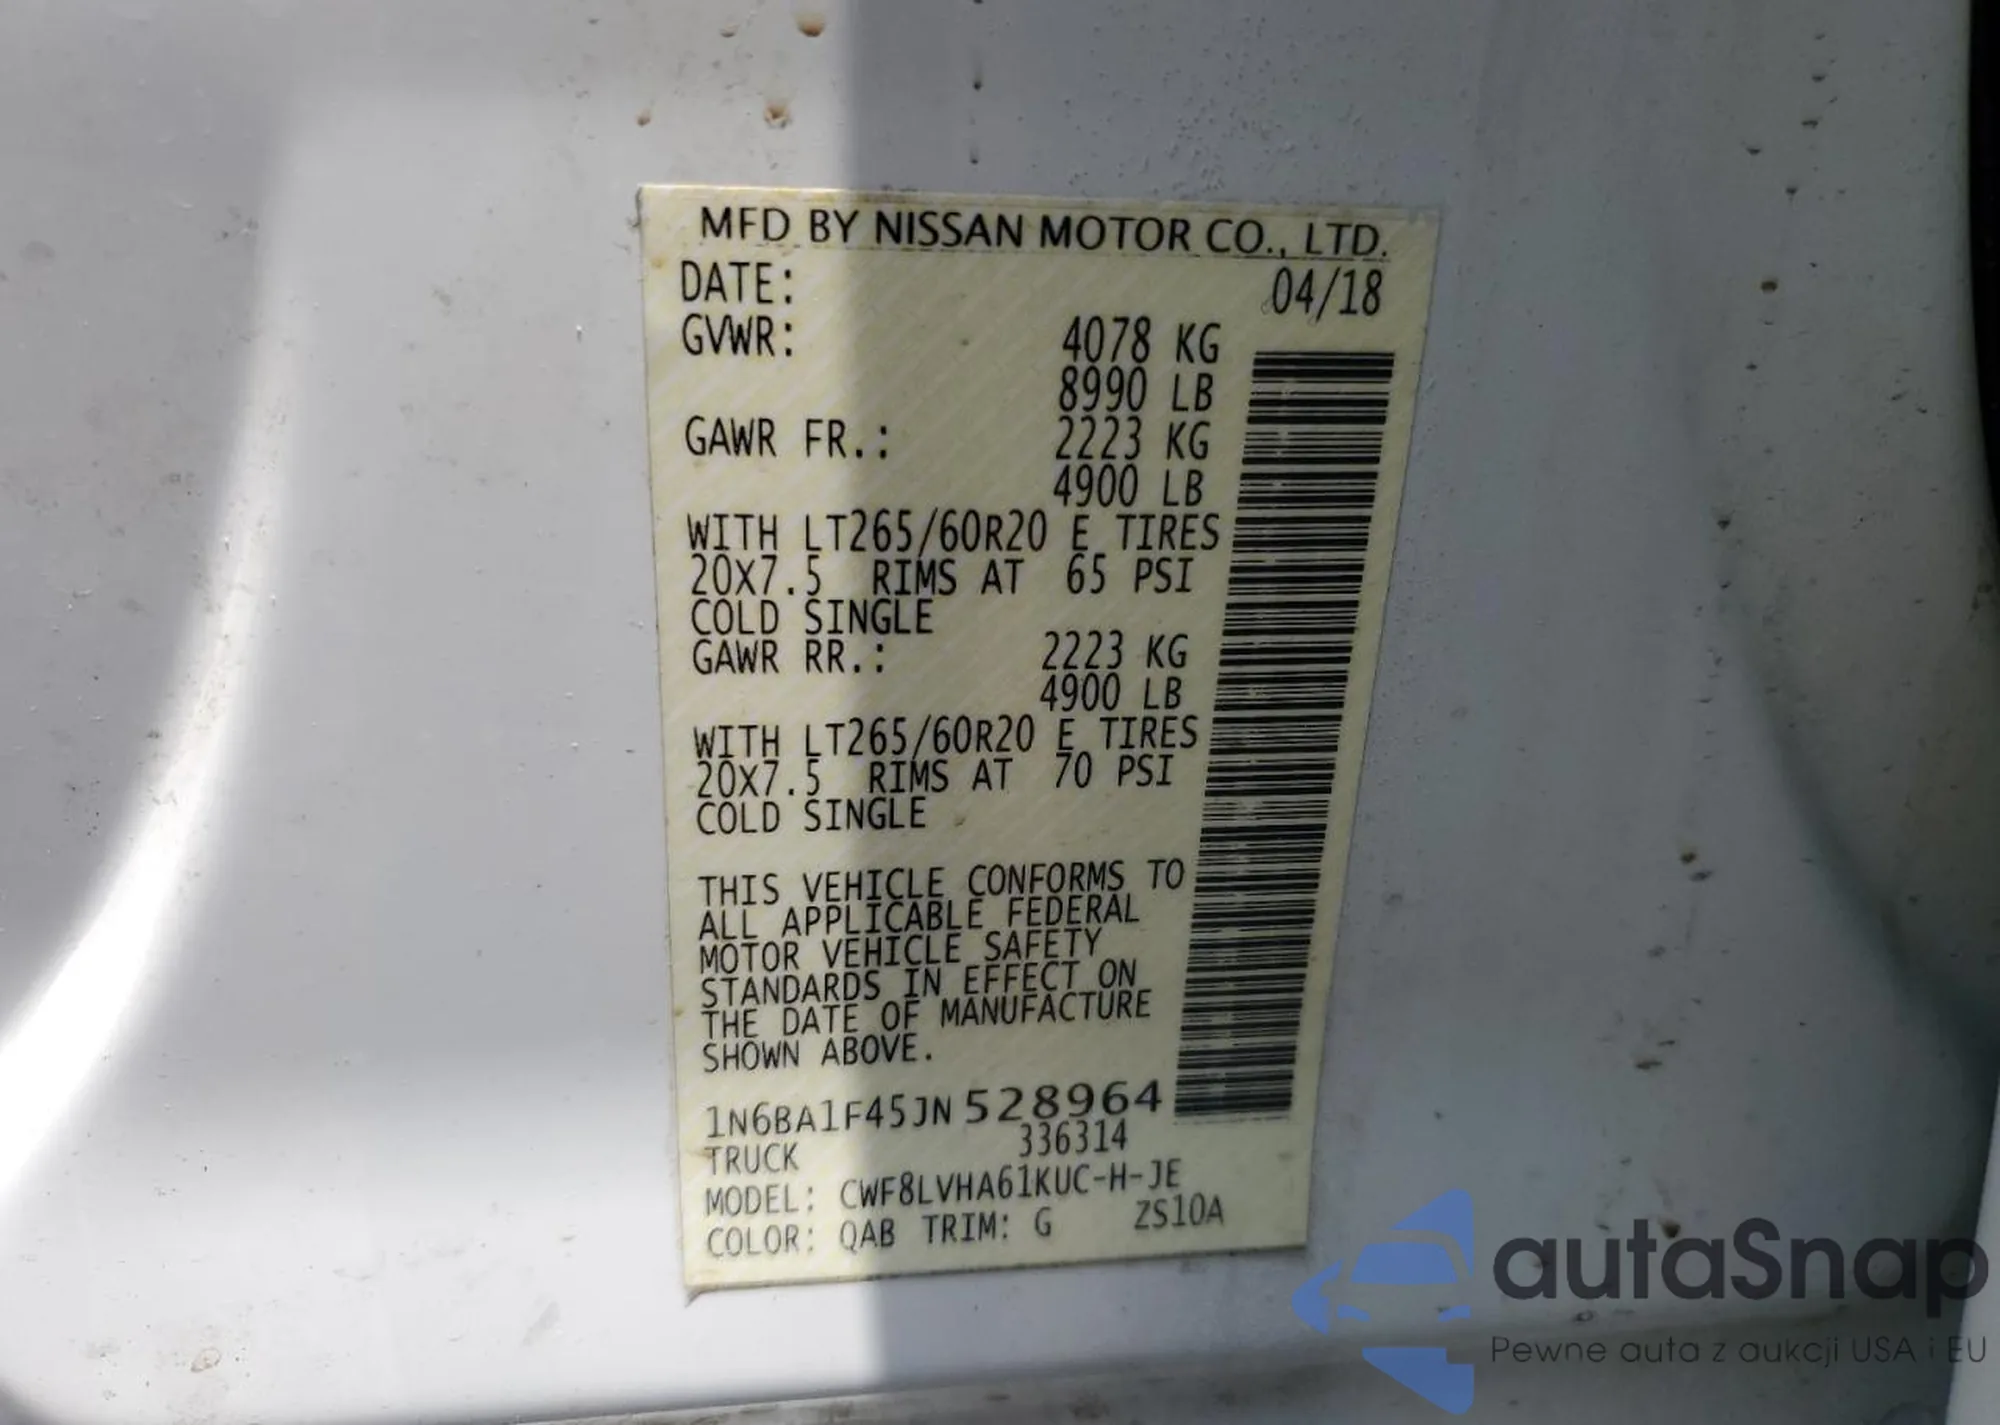 MFD BY NISSAN MOTOR CO., LTD.
DATE: 04/18
GVWR: 4078 KG
8990 LB
GAWR FR.: 2223 KG
4900 LB
WITH LT265/60R20 E TIRES
20X7.5 RIMS AT 65 PSI
COLD SINGLE
GAWR RR.: 2223 KG
4900 LB
WITH LT265/60R20 E TIRES
20X7.5 RIMS AT 70 PSI
COLD SINGLE
THIS VEHICLE CONFORMS TO
ALL APPLICABLE FEDERAL
MOTOR VEHICLE SAFETY
STANDARDS IN EFFECT ON
THE DATE OF MANUFACTURE
SHOWN ABOVE.
1N6BA1F45JN528964
TRUCK 336314
MODEL: CWF8LVHA61KUC-H-JE
COLOR: QAB TRIM: G ZS10A
autaSnap
Pewne auta z aukcji USA i EU